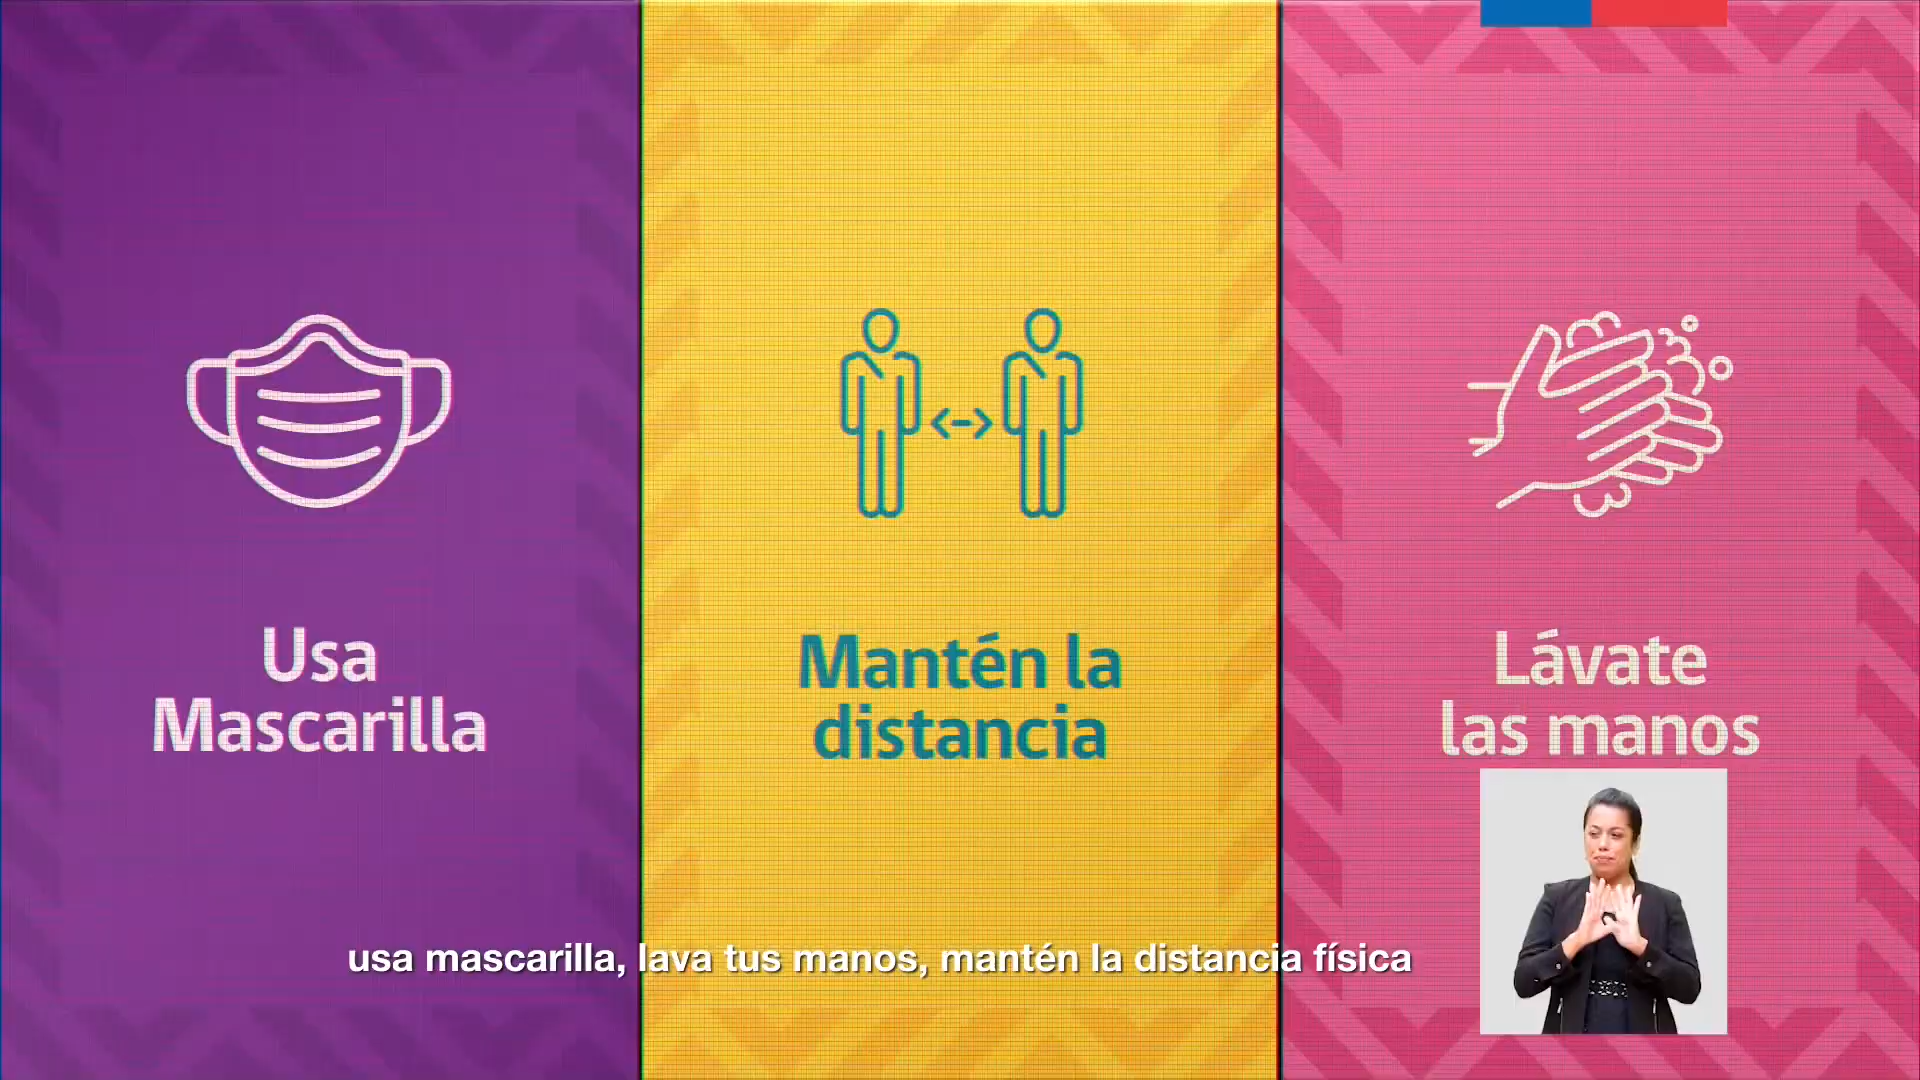 Usa
Mascarilla
Mantén la
distancia
Lávate
las manos
usa mascarilla, lava tus manos, mantén la distancia física